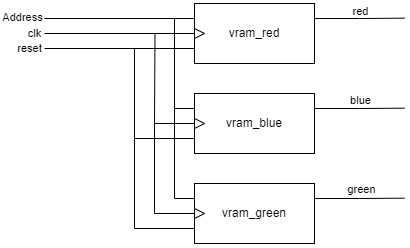 Address
clk
reset
vram_red
red
vram_blue
blue
vram_green
green